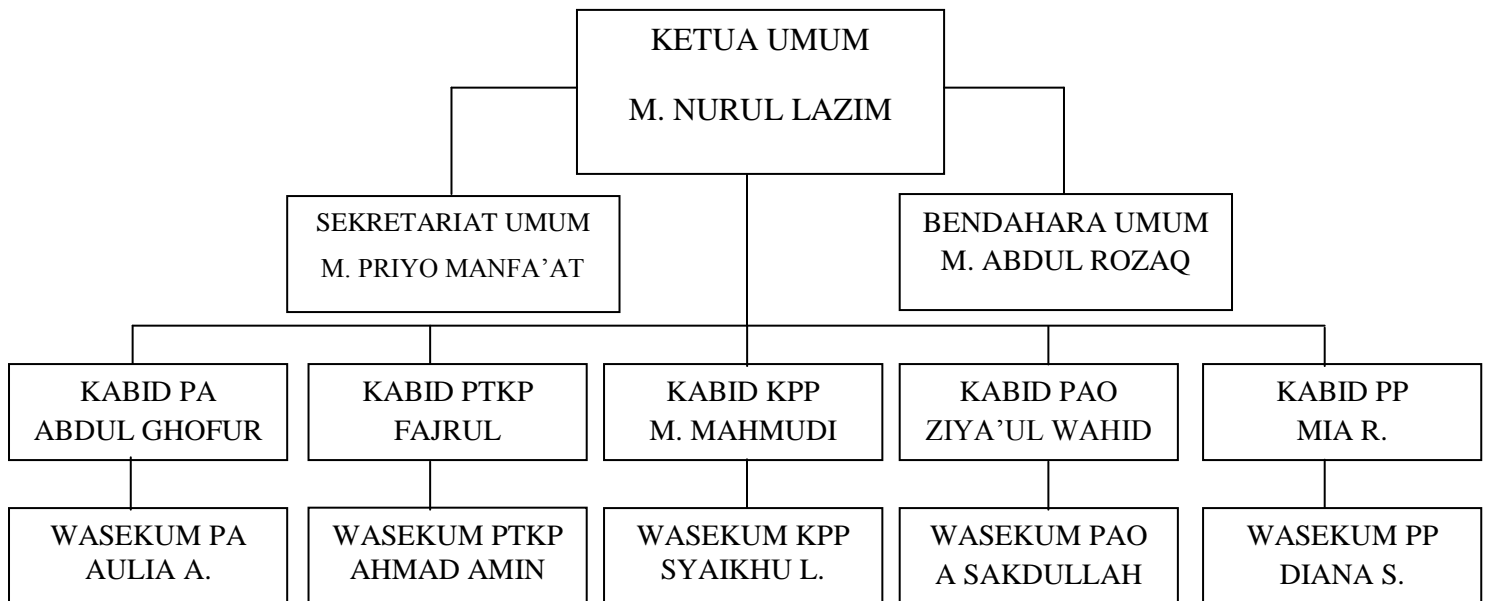 KETUA UMUM
M. NURUL LAZIM
SEKRETARIAT UMUM
M. PRIYO MANFA’AT
BENDAHARA UMUM
M. ABDUL ROZAQ
KABID PA
ABDUL GHOFUR
KABID PTKP
FAJRUL
KABID KPP
M. MAHMUDI
KABID PAO
ZIYA’UL WAHID
KABID PP
MIA R.
WASEKUM PA
AULIA A.
WASEKUM PTKP
AHMAD AMIN
WASEKUM KPP
SYAIKHU L.
WASEKUM PAO
A SAKDULLAH
WASEKUM PP
DIANA S.